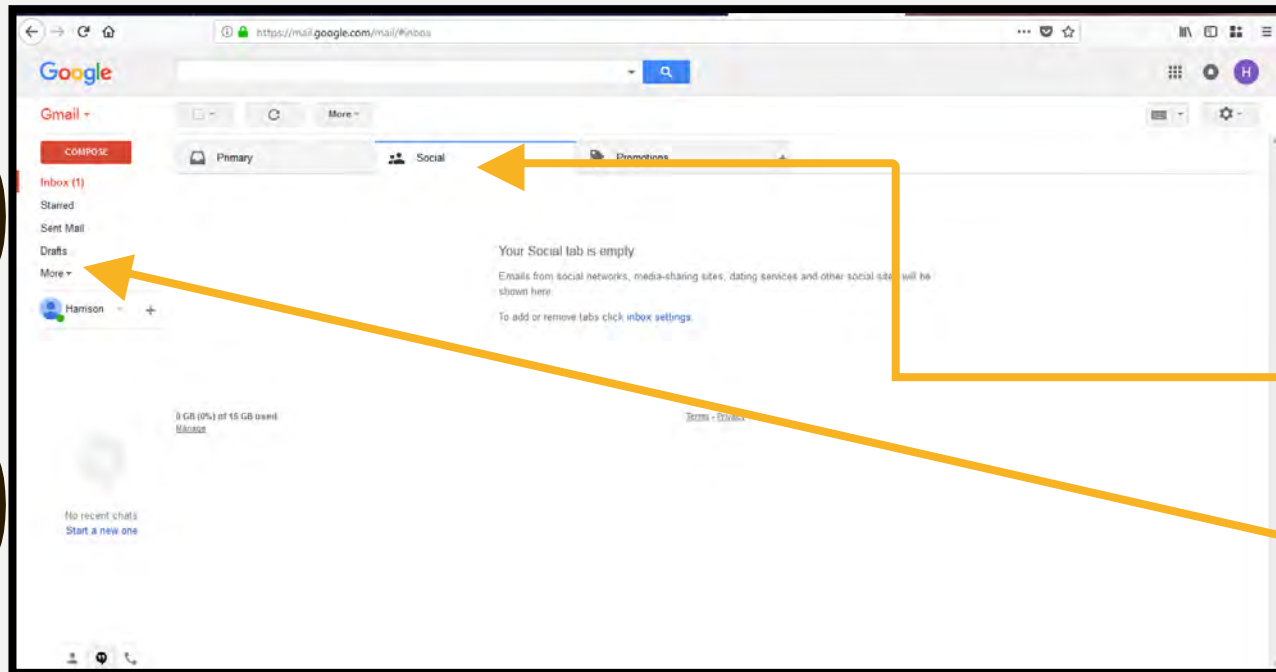 https://mail.google.com/mail/#inbox
Google
H
Gmail
More
COMPOSE
Primary
Social
Promotions
+
Inbox (1)
Starred
Sent Mail
Drafts
More
Harrison
+
Your Social tab is empty
Emails from social networks, media-sharing sites, dating services and other social sites will be
shown here.
To add or remove tabs click inbox settings.
0 GB (0%) of 15 GB used
Manage
Terms - Privacy
No recent chats
Start a new one